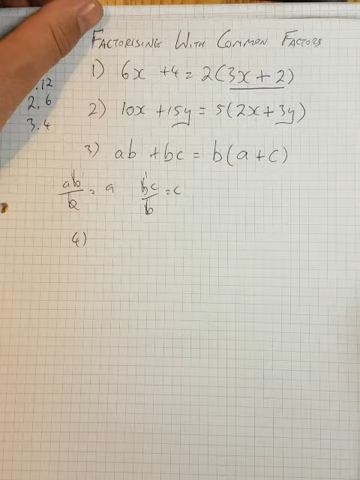 FACTORISING WITH COMMON FACTORS
1) 6x + 4 = 2(3x + 2)
.12
2.6
3.4
2) 10x + 15y = 5(2x + 3y)
3) ab + bc = b(a + c)
ab/b = a bc/b = c
4)